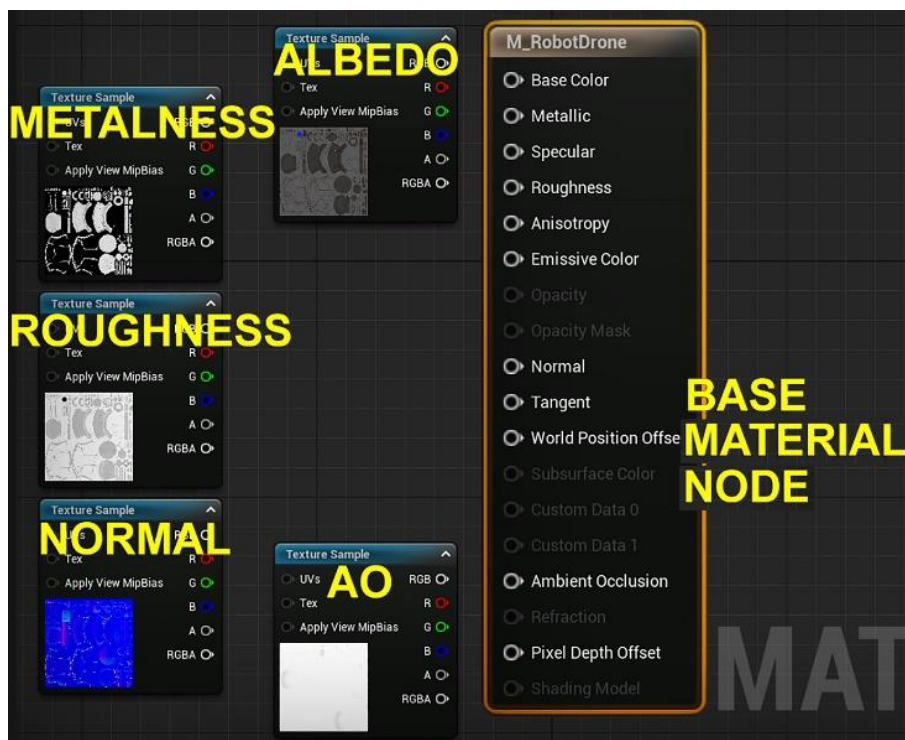 Texture Sample
ALBEDO
Tex
R
Apply View MipBias
G
B
A
RGBA
Texture Sample
METALNESS
Tex
R
Apply View MipBias
G
B
A
RGBA
Texture Sample
ROUGHNESS
Tex
R
Apply View MipBias
G
B
A
RGBA
Texture Sample
NORMAL
Tex
R
Apply View MipBias
G
B
A
RGBA
Texture Sample
AO
UVs RGB
Tex R
Apply View MipBias G
B
A
RGBA
M_RobotDrone
Base Color
Metallic
Specular
Roughness
Anisotropy
Emissive Color
Opacity
Opacity Mask
Normal
Tangent
World Position Offse
Subsurface Color
Custom Data 0
Custom Data 1
Ambient Occlusion
Refraction
Pixel Depth Offset
Shading Model
BASE
MATERIAL
NODE
MAT